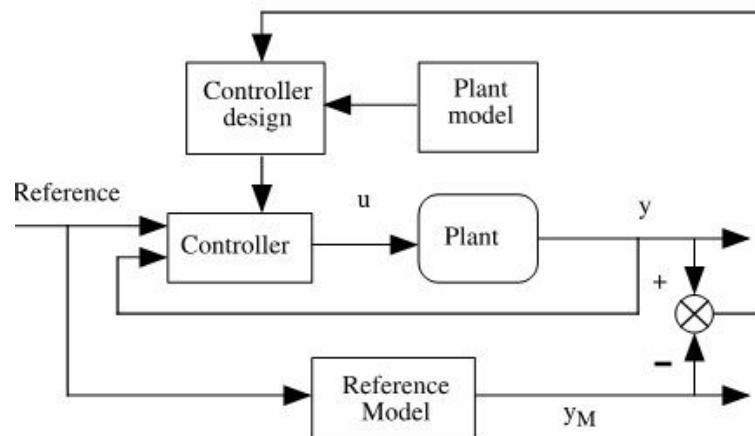 Controller
design
Plant
model
Reference
u
y
Controller
Plant
+
-
Reference
Model
yM